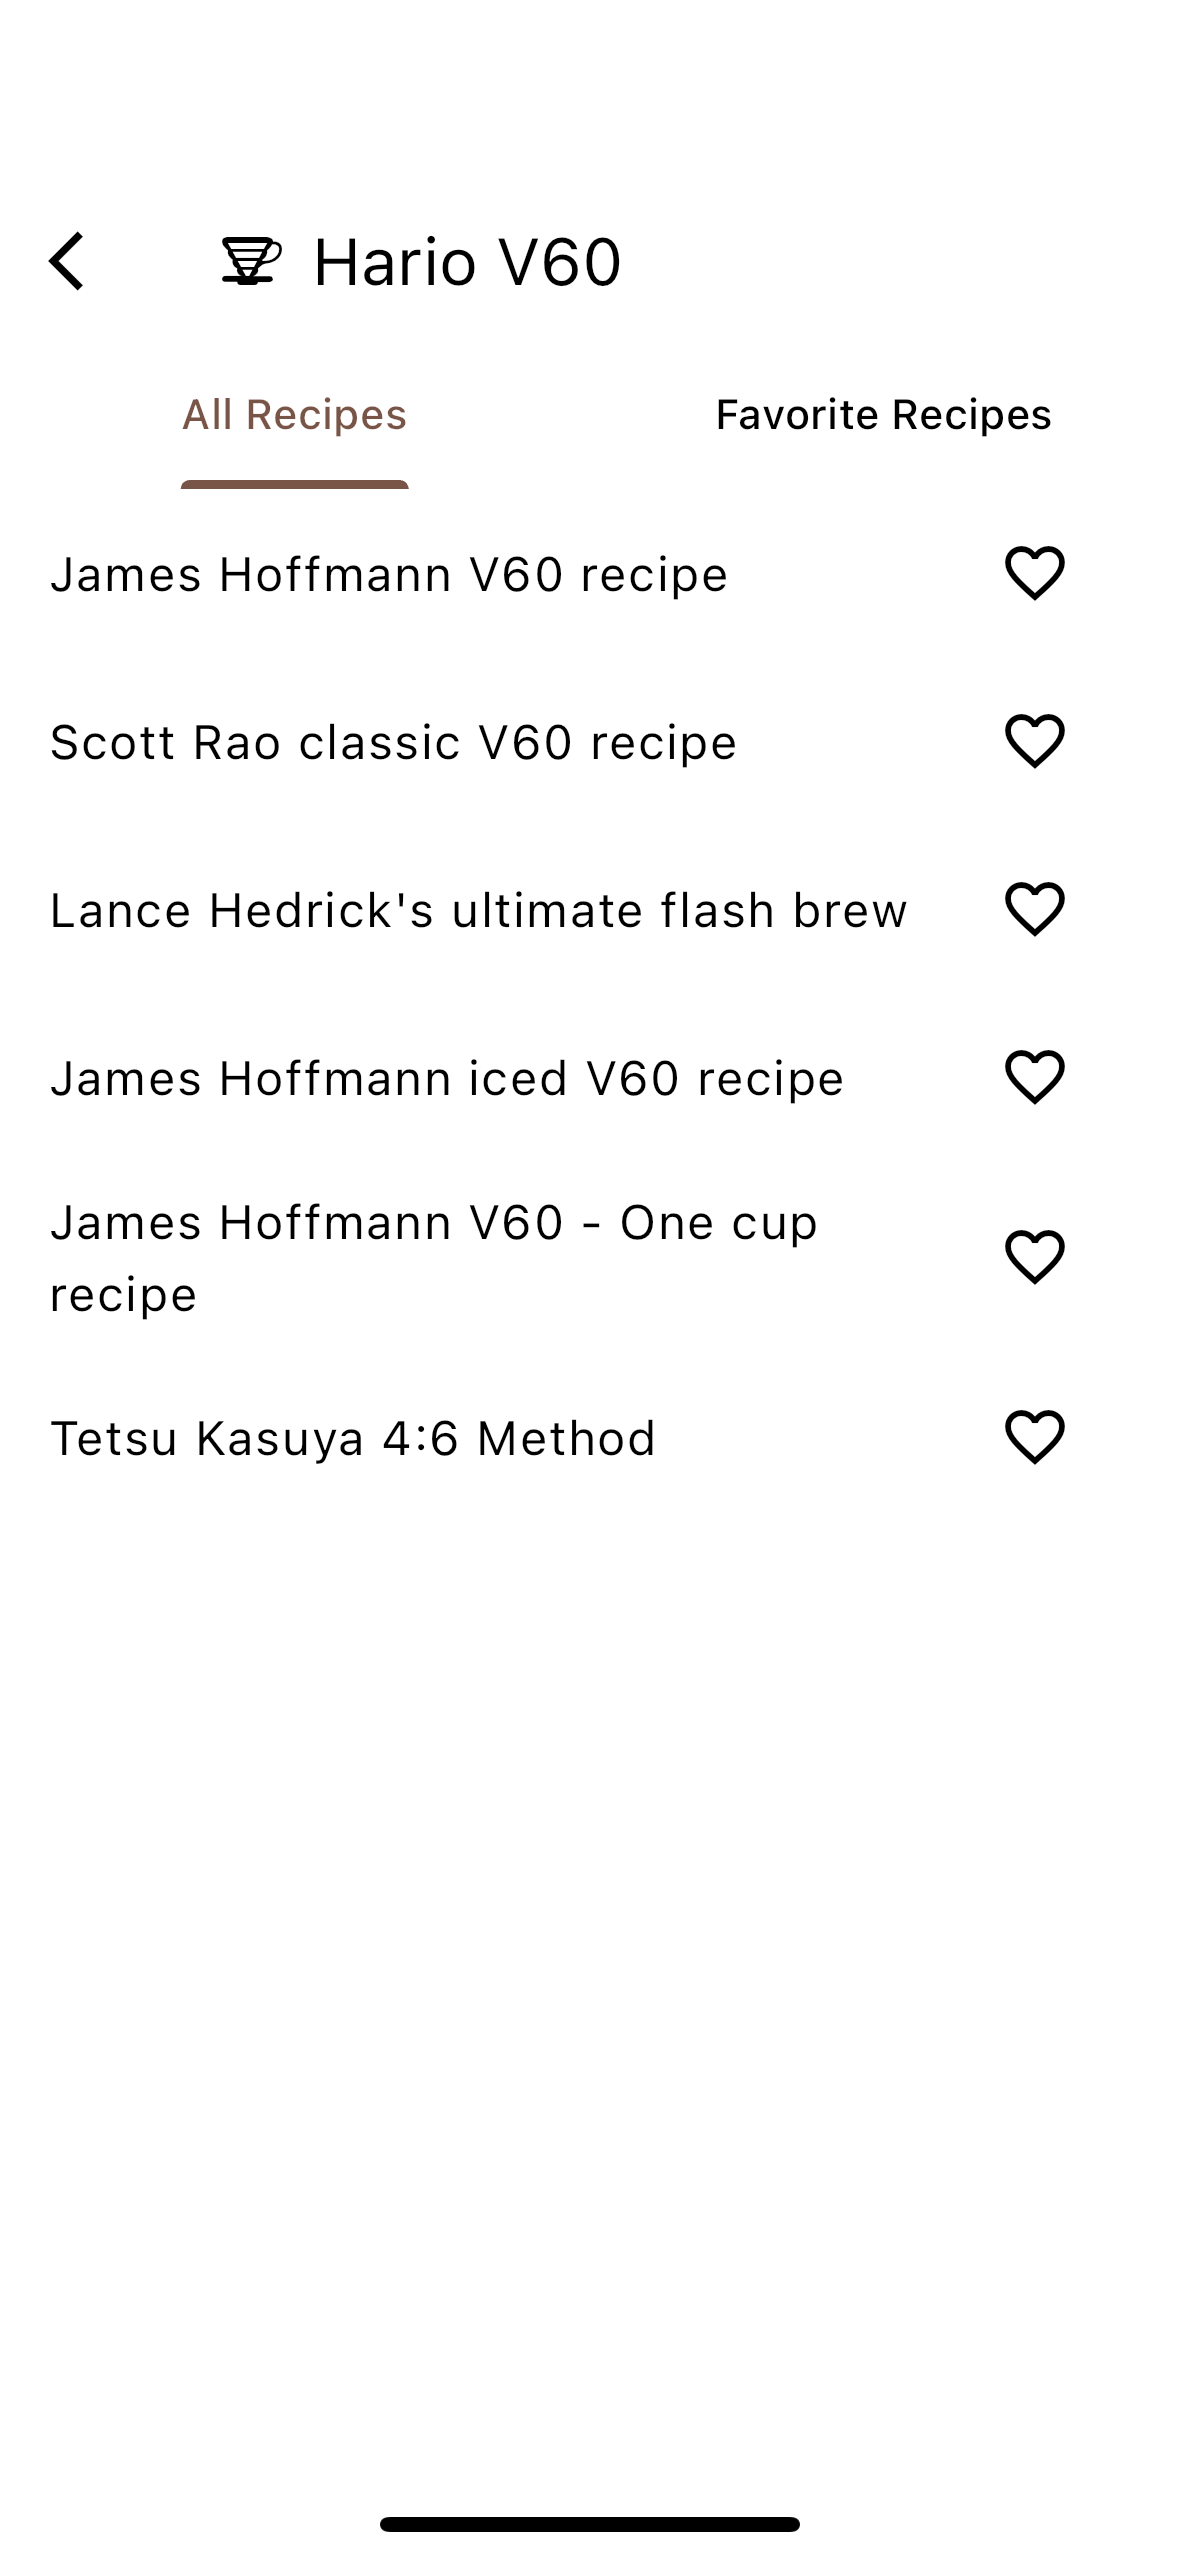 Hario V60
All Recipes
Favorite Recipes
James Hoffmann V60 recipe
Scott Rao classic V60 recipe
Lance Hedrick's ultimate flash brew
James Hoffmann iced V60 recipe
James Hoffmann V60 - One cup
recipe
Tetsu Kasuya 4:6 Method